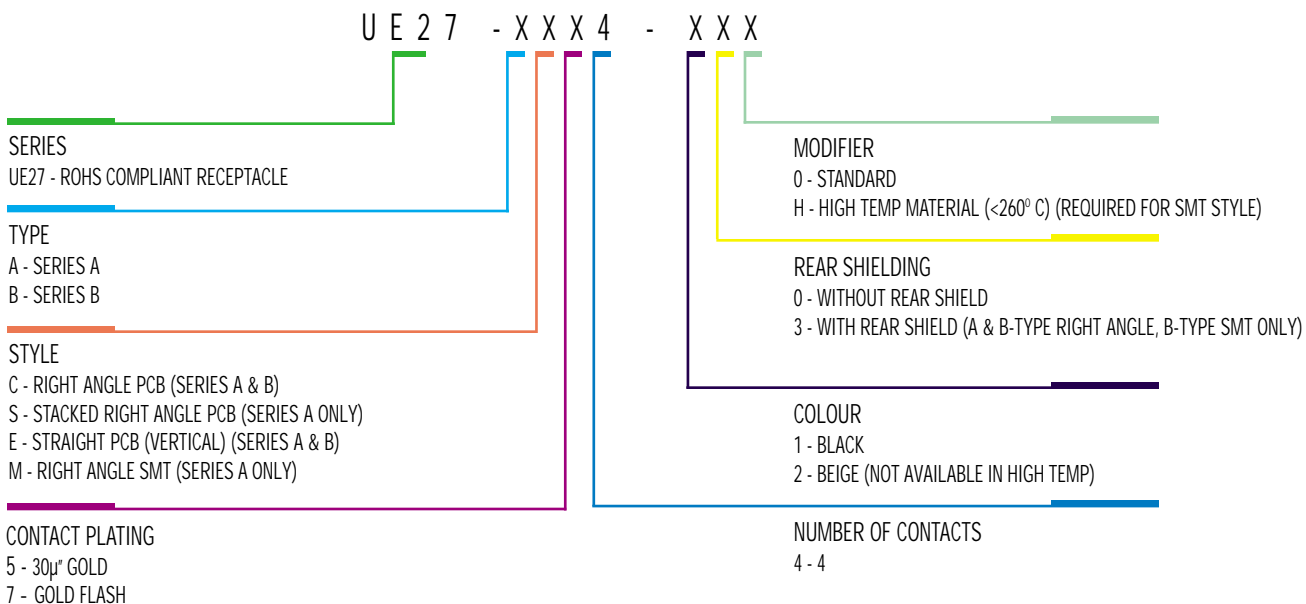 UE27 -XXX4 - XXX
SERIES
UE27 - ROHS COMPLIANT RECEPTACLE
TYPE
A - SERIES A
B - SERIES B
STYLE
C - RIGHT ANGLE PCB (SERIES A & B)
S - STACKED RIGHT ANGLE PCB (SERIES A ONLY)
E - STRAIGHT PCB (VERTICAL) (SERIES A & B)
M - RIGHT ANGLE SMT (SERIES A ONLY)
CONTACT PLATING
5 - 30µ" GOLD
7 - GOLD FLASH
MODIFIER
0 - STANDARD
H - HIGH TEMP MATERIAL (<260⁰ C) (REQUIRED FOR SMT STYLE)
REAR SHIELDING
0 - WITHOUT REAR SHIELD
3 - WITH REAR SHIELD (A & B-TYPE RIGHT ANGLE, B-TYPE SMT ONLY)
COLOUR
1 - BLACK
2 - BEIGE (NOT AVAILABLE IN HIGH TEMP)
NUMBER OF CONTACTS
4 - 4